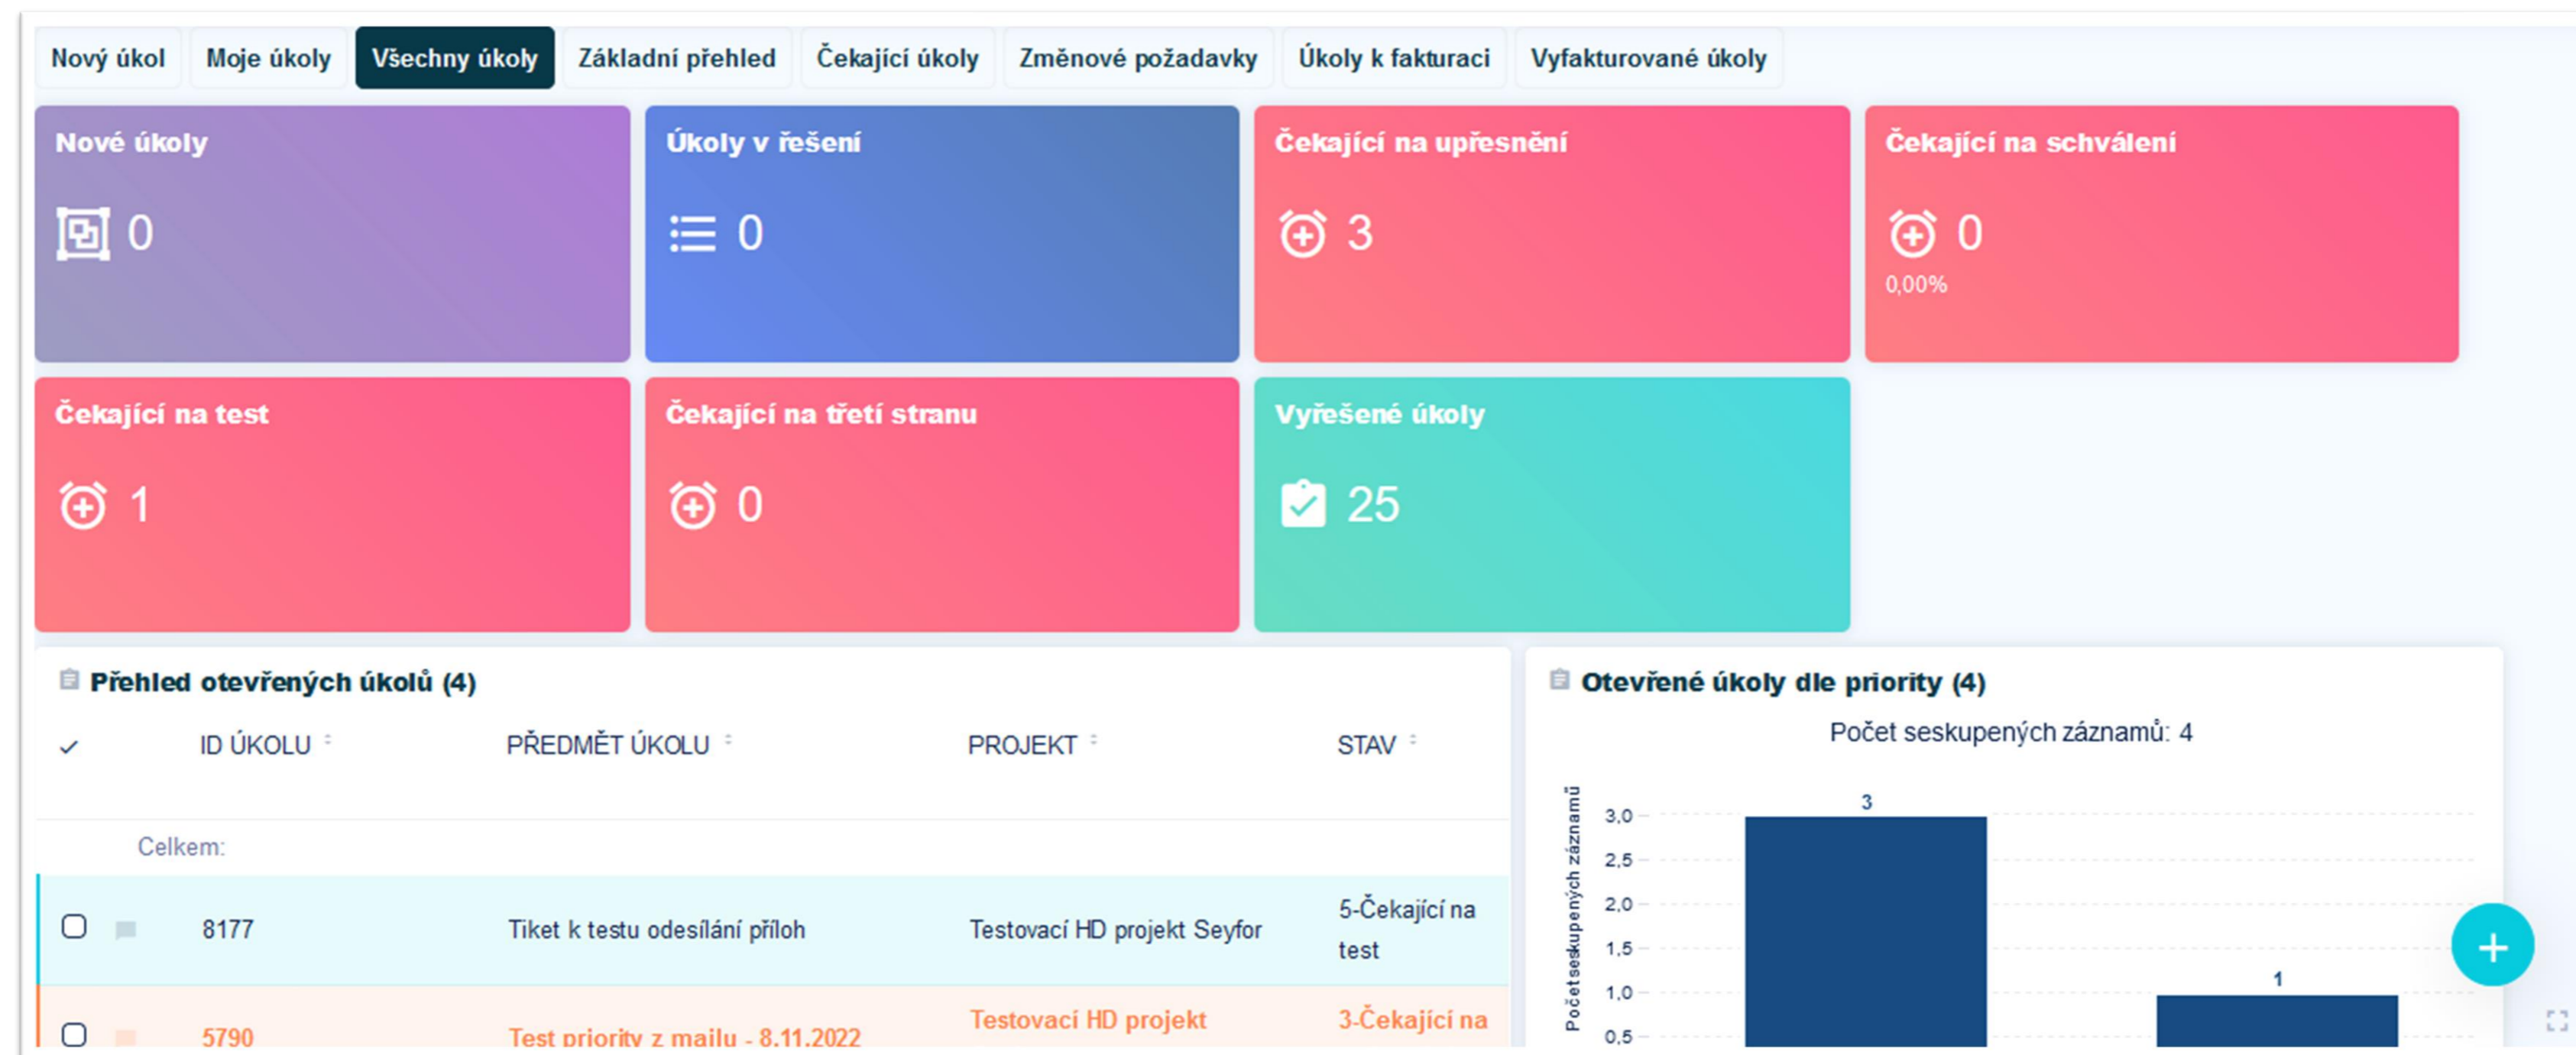 Nový úkol Moje úkoly Všechny úkoly Základní přehled Čekající úkoly Změnové požadavky Úkoly k fakturaci Vyfakturované úkoly
Nové úkoly
0
Úkoly v řešení
0
Čekající na upřesnění
3
Čekající na schválení
0
0,00%
Čekající na test
1
Čekající na třetí stranu
0
Vyřešené úkoly
25
Přehled otevřených úkolů (4)
ID ÚKOLU PŘEDMĚT ÚKOLU PROJEKT STAV
Celkem:
8177 Tiket k testu odesílání příloh Testovací HD projekt Seyfor 5-Čekající na
test
5790 Test priority z mailu - 8.11.2022 Testovací HD projekt 3-Čekající na
Otevřené úkoly dle priority (4)
Počet seskupených záznamů: 4
Počet seskupených záznamů
3
3,0
2,5
2,0
1,5
1
1,0
0,5